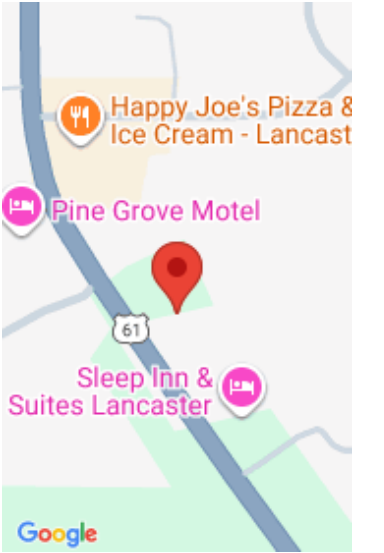 Happy Joe's Pizza &
Ice Cream - Lancast
Pine Grove Motel
61
Sleep Inn &
Suites Lancaster
Google